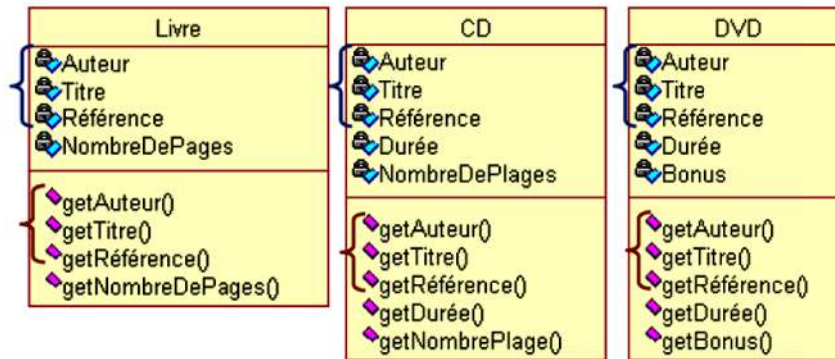 Livre
Auteur
Titre
Référence
NombreDePages
getAuteur()
getTitre()
getRéférence()
getNombreDePages()
CD
Auteur
Titre
Référence
Durée
NombreDePlages
getAuteur()
getTitre()
getRéférence()
getDurée()
getNombrePlage()
DVD
Auteur
Titre
Référence
Durée
Bonus
getAuteur()
getTitre()
getRéférence()
getDurée()
getBonus()